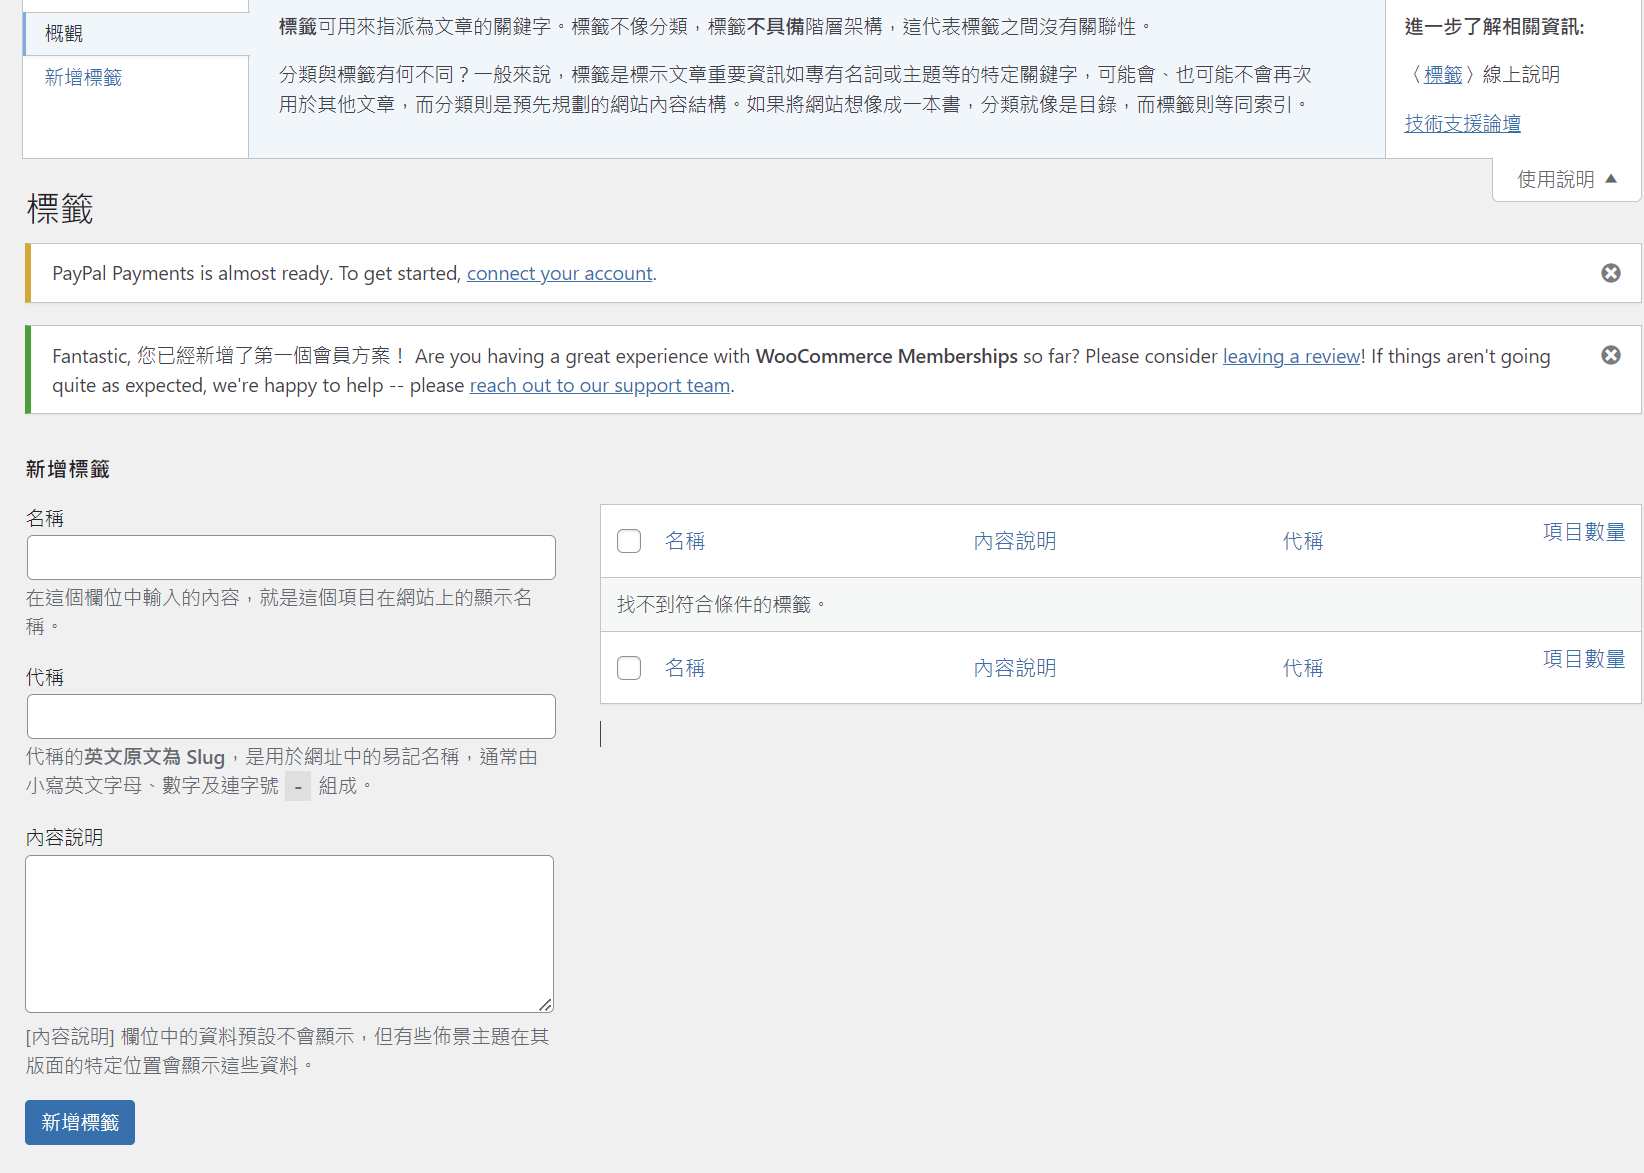 概觀
新增標籤
標籤可用來指派為文章的關鍵字。標籤不像分類，標籤不具備階層架構，這代表標籤之間沒有關聯性。
分類與標籤有何不同？一般來說，標籤是標示文章重要資訊如專有名詞或主題等的特定關鍵字，可能會、也可能不會再次
用於其他文章，而分類則是預先規劃的網站內容結構。如果將網站想像成一本書，分類就像是目錄，而標籤則等同索引。
進一步了解相關資訊:
〈標籤〉線上說明
技術支援論壇
使用說明
標籤
PayPal Payments is almost ready. To get started, connect your account.
Fantastic, 您已經新增了第一個會員方案！ Are you having a great experience with WooCommerce Memberships so far? Please consider leaving a review! If things aren't going
quite as expected, we're happy to help -- please reach out to our support team.
新增標籤
名稱
在這個欄位中輸入的內容，就是這個項目在網站上的顯示名
稱。
代稱
代稱的英文原文為 Slug，是用於網址中的易記名稱，通常由
小寫英文字母、數字及連字號 - 組成。
內容說明
[內容說明] 欄位中的資料預設不會顯示，但有些佈景主題在其
版面的特定位置會顯示這些資料。
新增標籤
名稱 內容說明 代稱 項目數量
找不到符合條件的標籤。
名稱 內容說明 代稱 項目數量